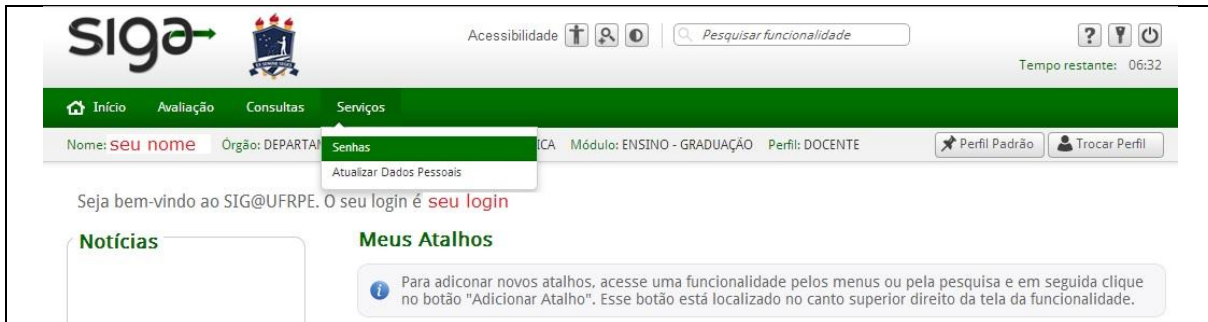 siga
Acessibilidade Pesquisar funcionalidade ?
Tempo restante: 06:32
Início Avaliação Consultas Serviços
Nome: seu nome Órgão: DEPARTAM ICA Módulo: ENSINO - GRADUAÇÃO Perfil: DOCENTE Perfil Padrão Trocar Perfil
Senhas
Atualizar Dados Pessoais
Seja bem-vindo ao SIG@UFRPE. O seu login é seu login
Notícias
Meus Atalhos
Para adiconar novos atalhos, acesse uma funcionalidade pelos menus ou pela pesquisa e em seguida clique
no botão "Adicionar Atalho". Esse botão está localizado no canto superior direito da tela da funcionalidade.